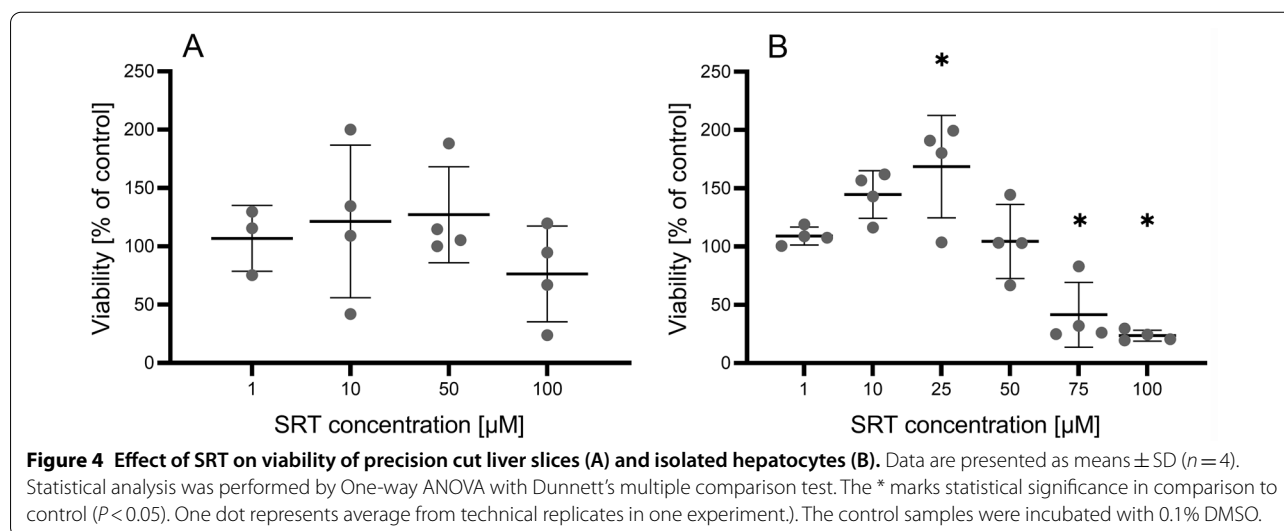 A
Viability [% of control]
250
200
150
100
50
0
1 10 50 100
SRT concentration [µM]
B
Viability [% of control]
250
200
150
100
50
0
* * *
1 10 25 50 75 100
SRT concentration [µM]
Figure 4 Effect of SRT on viability of precision cut liver slices (A) and isolated hepatocytes (B). Data are presented as means ± SD (n = 4).
Statistical analysis was performed by One-way ANOVA with Dunnett's multiple comparison test. The * marks statistical significance in comparison to
control (P < 0.05). One dot represents average from technical replicates in one experiment.). The control samples were incubated with 0.1% DMSO.